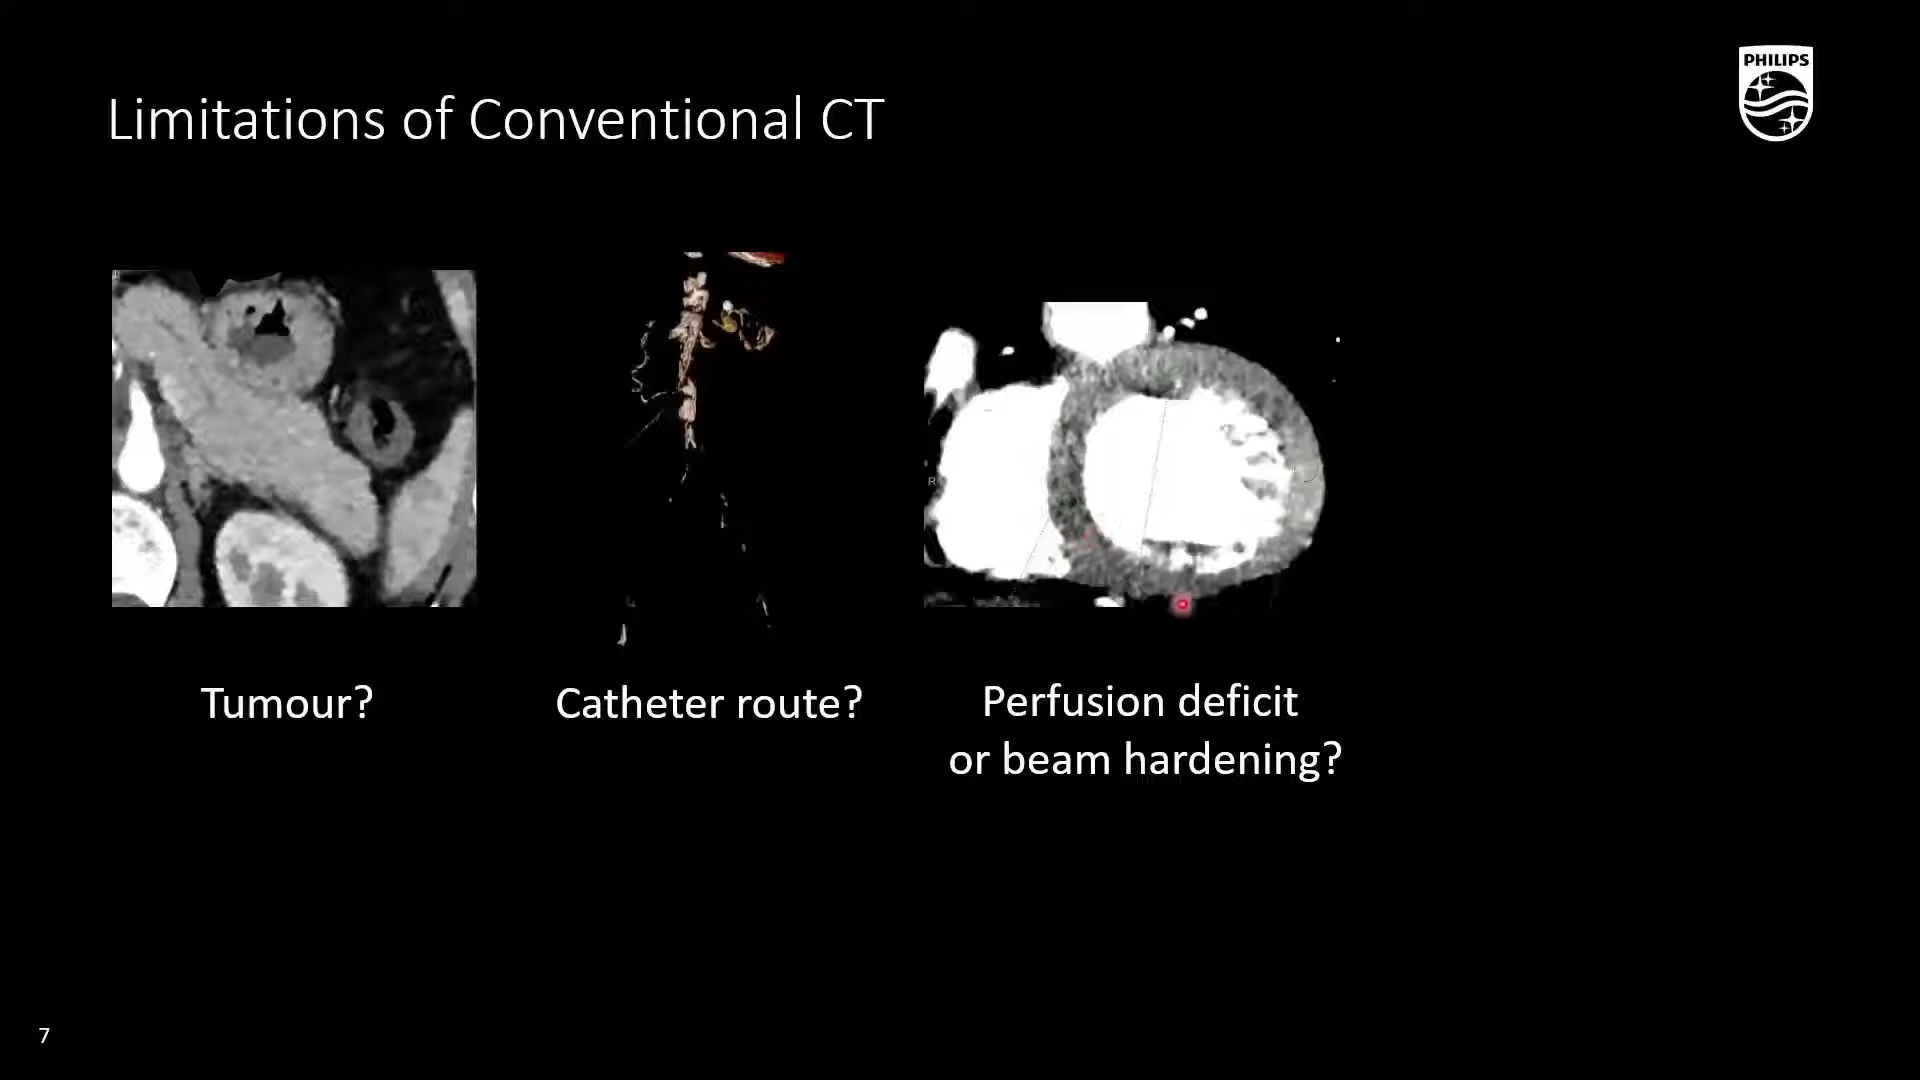 PHILIPS
Limitations of Conventional CT
R
Tumour?
Catheter route?
Perfusion deficit
or beam hardening?
7